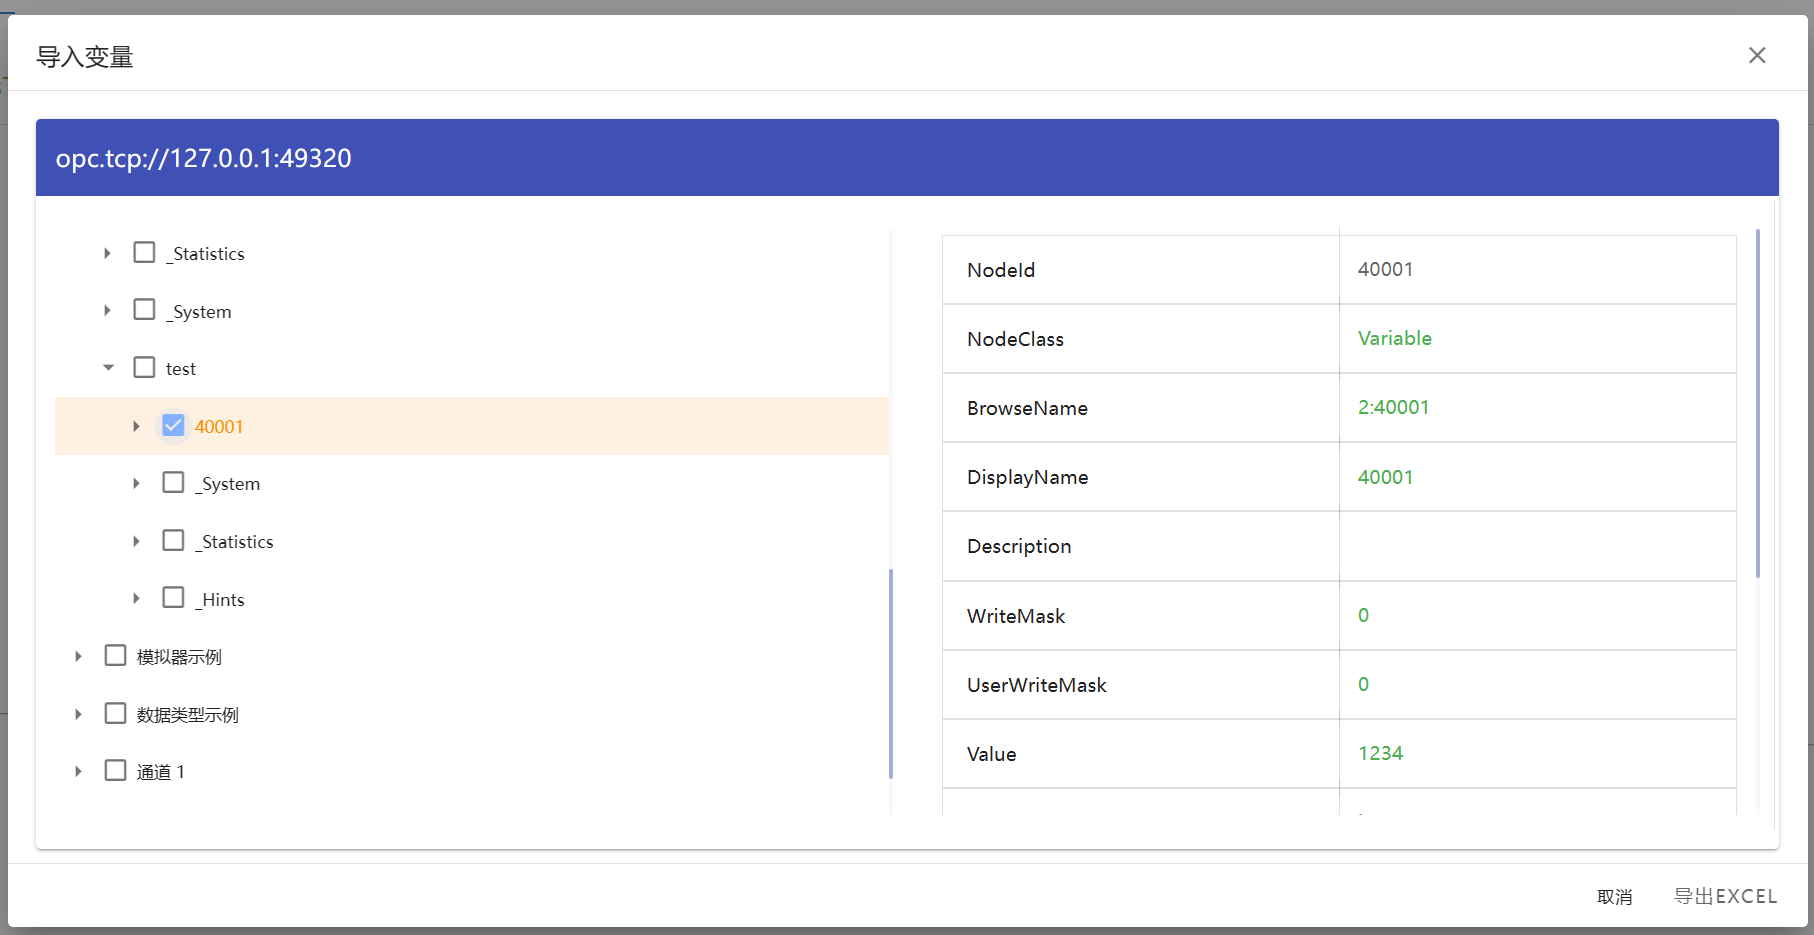 导入变量
opc.tcp://127.0.0.1:49320
_Statistics
_System
test
40001
_System
_Statistics
_Hints
模拟器示例
数据类型示例
通道 1
NodeId 40001
NodeClass Variable
BrowseName 2:40001
DisplayName 40001
Description
WriteMask 0
UserWriteMask 0
Value 1234
取消 导出EXCEL